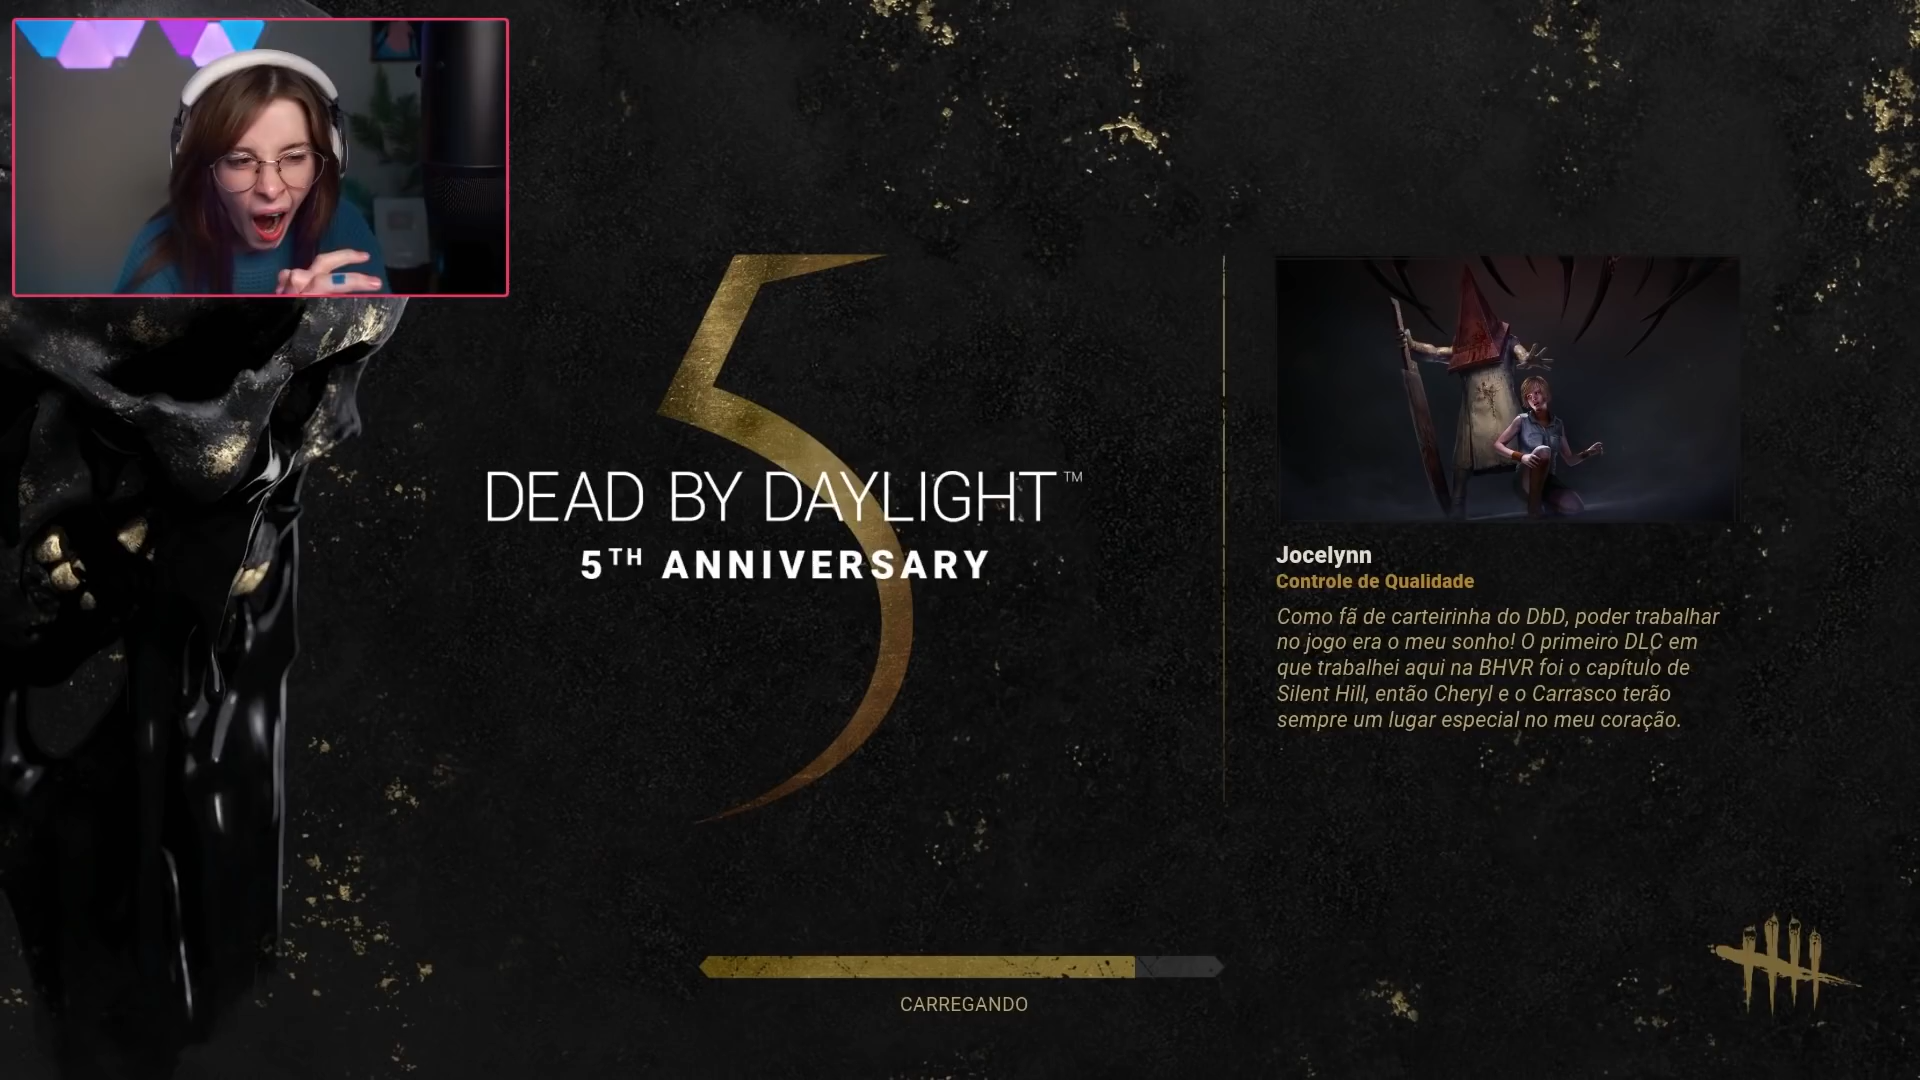 DEAD BY DAYLIGHT™
5TH ANNIVERSARY
Jocelynn
Controle de Qualidade
Como fã de carteirinha do DbD, poder trabalhar
no jogo era o meu sonho! O primeiro DLC em
que trabalhei aqui na BHVR foi o capítulo de
Silent Hill, então Cheryl e o Carrasco terão
sempre um lugar especial no meu coração.
CARREGANDO